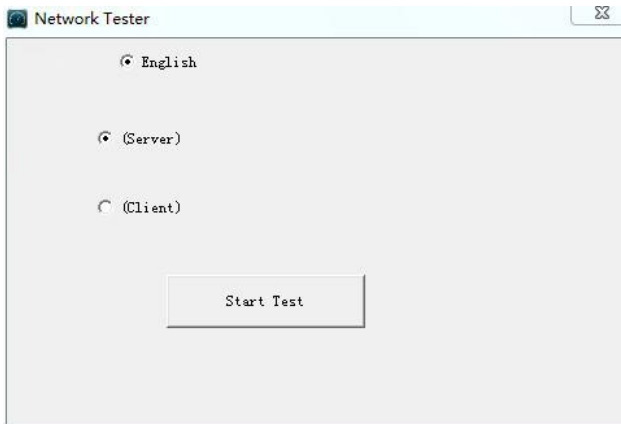 Network Tester
English
(Server)
(Client)
Start Test